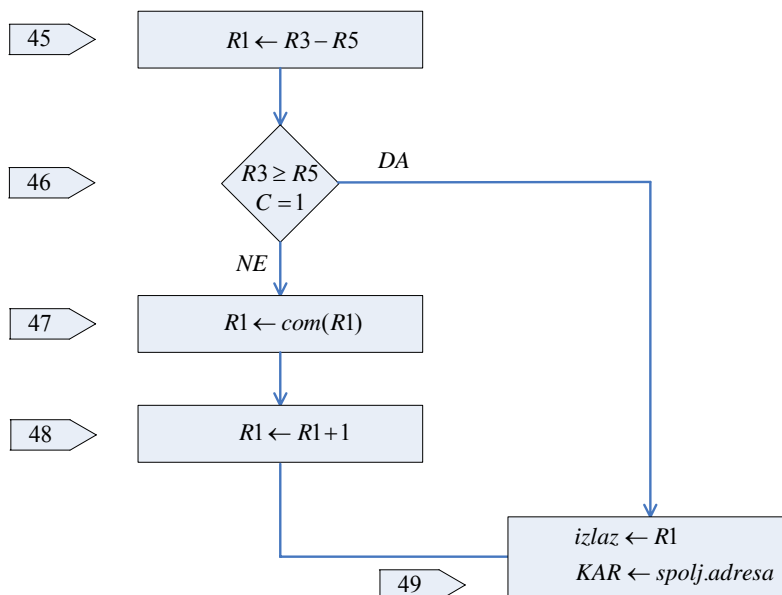 45
R1 ← R3 − R5
46
R3 ≥ R5
C = 1
DA
NE
47
R1 ← com(R1)
48
R1 ← R1 + 1
izlaz ← R1
KAR ← spolj.adresa
49